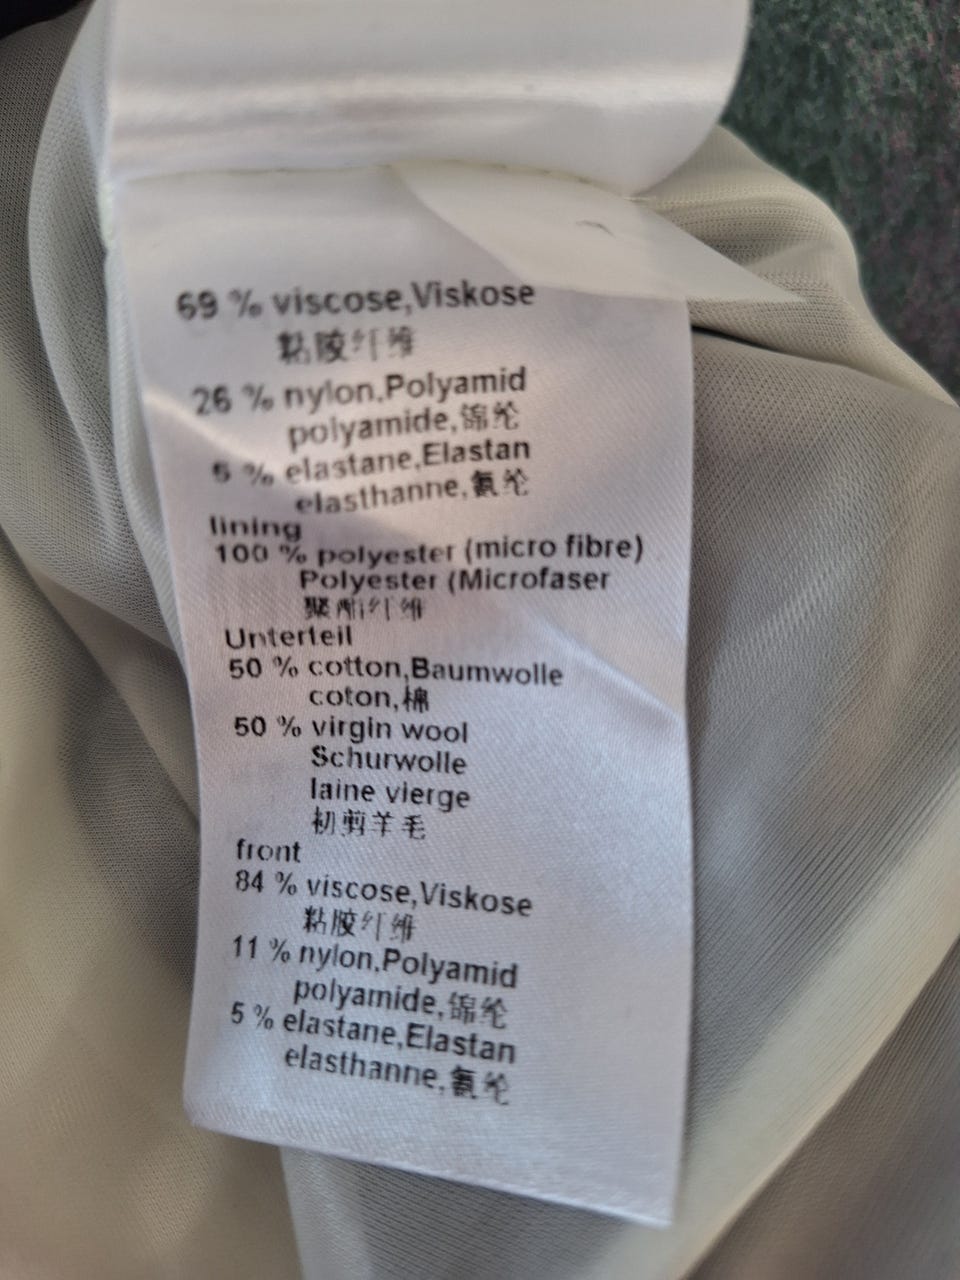 69 % viscose,Viskose
粘胶纤维
26 % nylon,Polyamid
polyamide,锦纶
5 % elastane,Elastan
elasthanne,氨纶
lining
100 % polyester (micro fibre)
Polyester (Microfaser
聚酯纤维
Unterteil
50 % cotton,Baumwolle
coton,棉
50 % virgin wool
Schurwolle
laine vierge
初剪羊毛
front
84 % viscose,Viskose
粘胶纤维
11 % nylon,Polyamid
polyamide,锦纶
5 % elastane,Elastan
elasthanne,氨纶